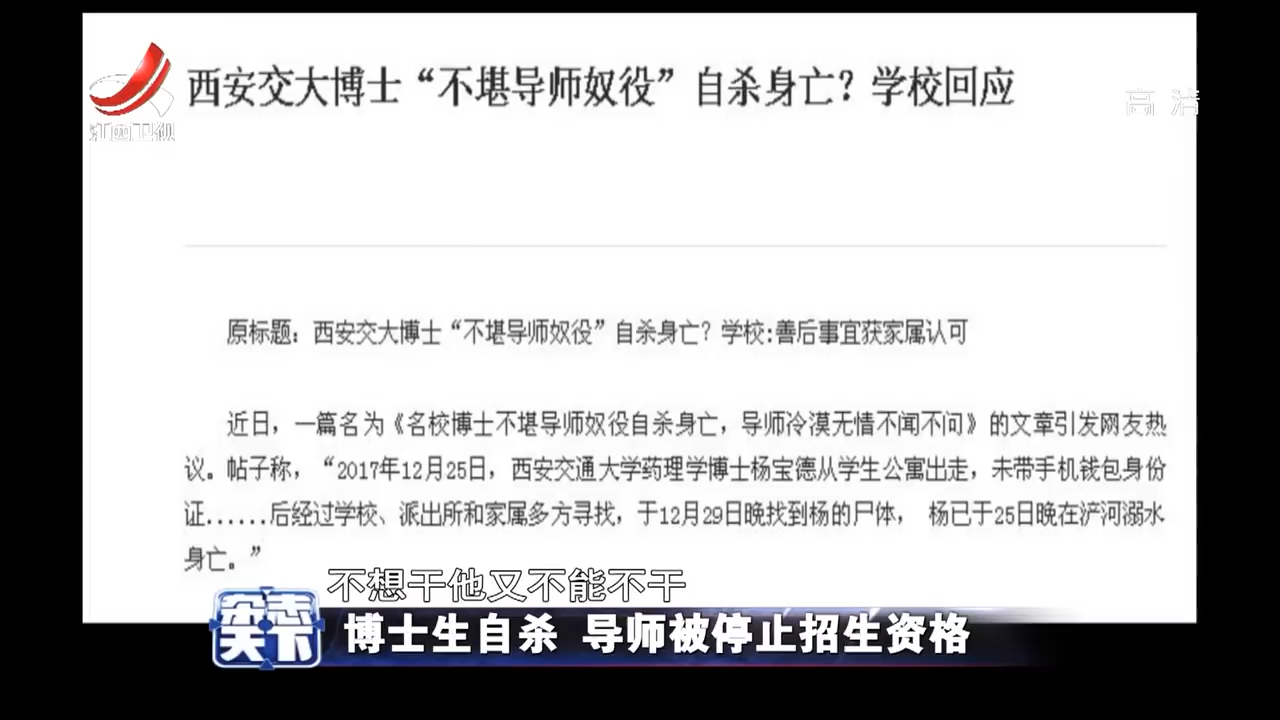 西安交大博士“不堪导师奴役”自杀身亡？学校回应
江西卫视
高清
原标题：西安交大博士“不堪导师奴役”自杀身亡？学校:善后事宜获家属认可
近日，一篇名为《名校博士不堪导师奴役自杀身亡，导师冷漠无情不闻不问》的文章引发网友热
议。帖子称，“2017年12月25日，西安交通大学药理学博士杨宝德从学生公寓出走，未带手机钱包身份
证......后经过学校、派出所和家属多方寻找，于12月29日晚找到杨的尸体， 杨已于25日晚在浐河溺水
身亡。”
不想干他又不能不干
杂志天下
博士生自杀 导师被停止招生资格